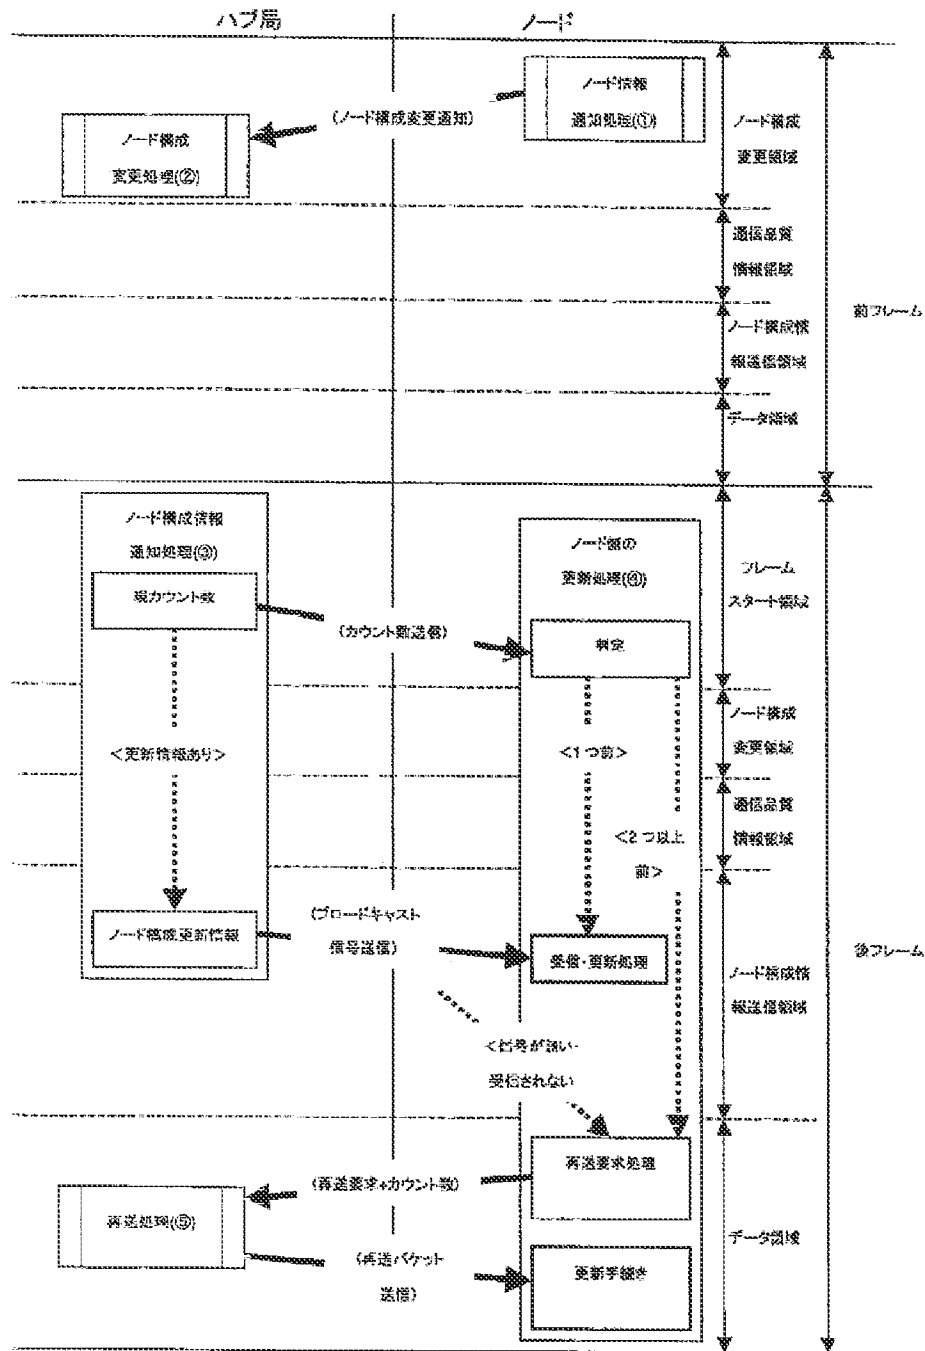 ハブ局
ノード
ノード情報
通知処理(①)
(ノード構成変更通知)
ノード構成
変更処理(②)
ノード構成
変更領域
通信品質
情報領域
ノード構成情
報送信領域
データ領域
前フレーム
ノード構成情報
通知処理(③)
現カウント数
(カウント数送信)
ノード側の
更新処理(④)
判定
フレーム
スタート領域
ノード構成
変更領域
<更新情報あり>
<1つ前>
<2つ以上
前>
通信品質
情報領域
ノード構成更新情報
(ブロードキャスト
信号送信)
受信・更新処理
ノード構成情
報送信領域
後フレーム
<信号が弱い・
受信されない
再送要求処理
(再送要求+カウント数)
再送処理(⑤)
(再送パケット
送信)
更新手続き
データ領域